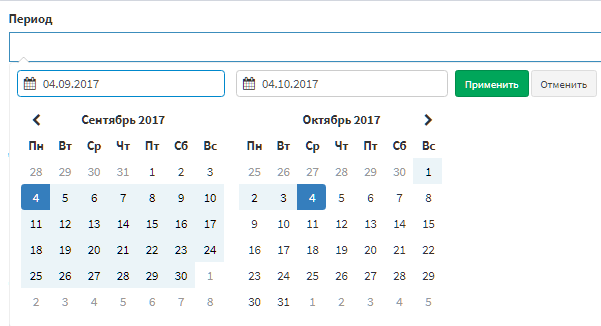 Период
04.09.2017 04.10.2017 Применить Отменить
Сентябрь 2017 Октябрь 2017
Пн Вт Ср Чт Пт Сб Вс Пн Вт Ср Чт Пт Сб Вс
28 29 30 31 1 2 3 25 26 27 28 29 30 1
4 5 6 7 8 9 10 2 3 4 5 6 7 8
11 12 13 14 15 16 17 9 10 11 12 13 14 15
18 19 20 21 22 23 24 16 17 18 19 20 21 22
25 26 27 28 29 30 1 23 24 25 26 27 28 29
2 3 4 5 6 7 8 30 31 1 2 3 4 5